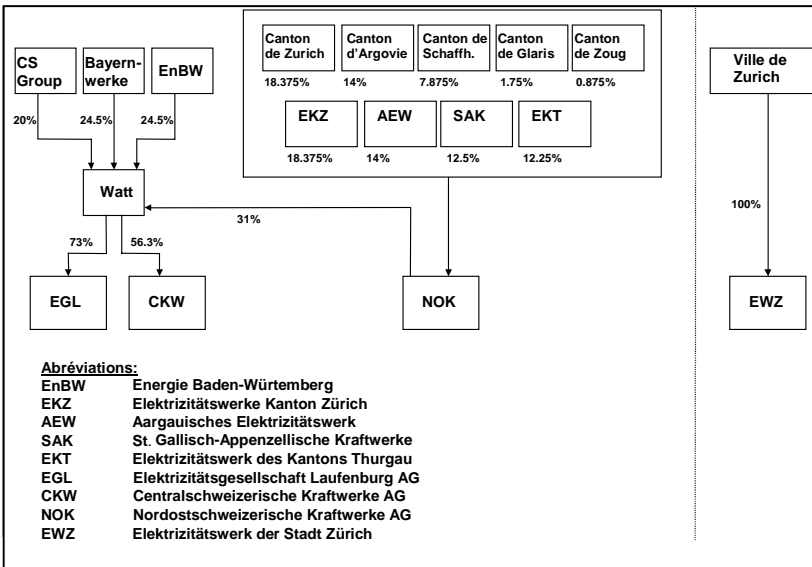 CS
Group
Bayern-
werke
EnBW
Canton
de Zurich
Canton
d'Argovie
Canton de
Schaffh.
Canton
de Glaris
Canton
de Zoug
Ville de
Zurich
18.375%
14%
7.875%
1.75%
0.875%
EKZ
AEW
SAK
EKT
20%
24.5%
24.5%
18.375%
14%
12.5%
12.25%
Watt
31%
100%
73%
56.3%
EGL
CKW
NOK
EWZ
Abréviations:
EnBW Energie Baden-Würtemberg
EKZ Elektrizitätswerke Kanton Zürich
AEW Aargauisches Elektrizitätswerk
SAK St. Gallisch-Appenzellische Kraftwerke
EKT Elektrizitätswerk des Kantons Thurgau
EGL Elektrizitätsgesellschaft Laufenburg AG
CKW Centralschweizerische Kraftwerke AG
NOK Nordostschweizerische Kraftwerke AG
EWZ Elektrizitätswerk der Stadt Zürich